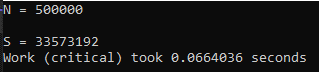 N = 500000
S = 33573192
Work (critical) took 0.0664036 seconds